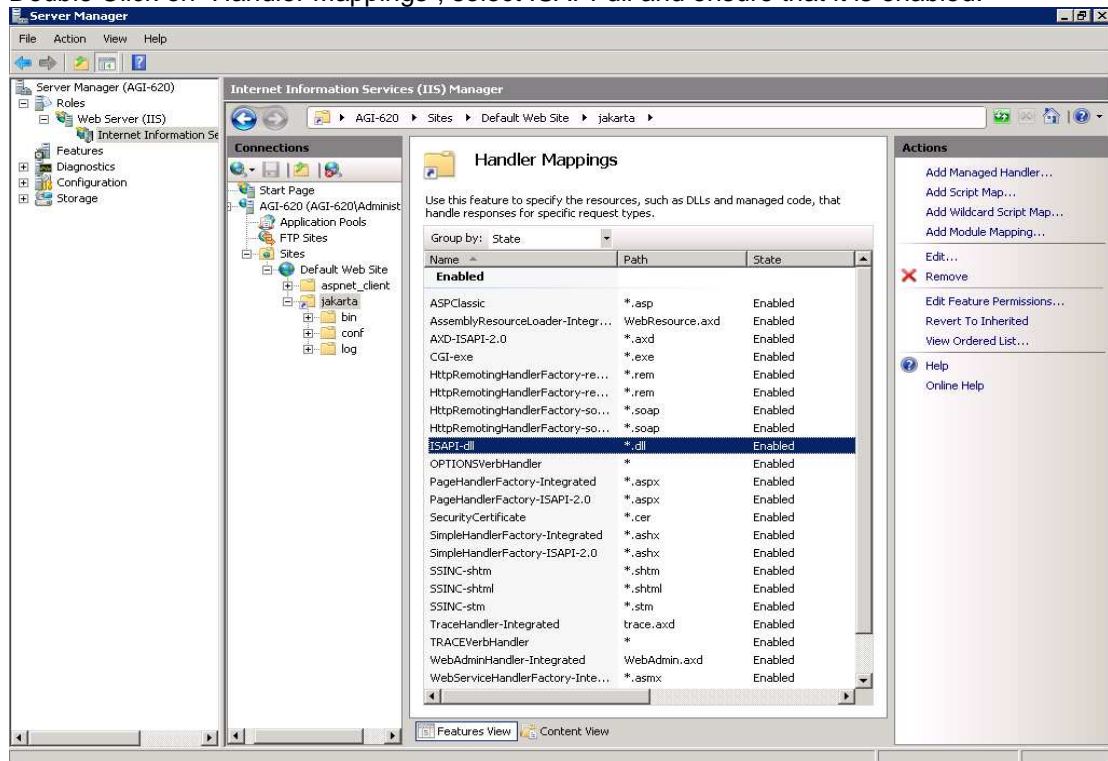 Double Click on "Handler Mappings", select ISAPI-dll and ensure that it is enabled.
Server Manager
File Action View Help
Server Manager (AGI-620)
Roles
Web Server (IIS)
Internet Information Se
Features
Diagnostics
Configuration
Storage
Internet Information Services (IIS) Manager
AGI-620 Sites Default Web Site jakarta
Connections
Start Page
AGI-620 (AGI-620\Administ
Application Pools
FTP Sites
Sites
Default Web Site
aspnet_client
jakarta
bin
conf
log
Handler Mappings
Use this feature to specify the resources, such as DLLs and managed code, that
handle responses for specific request types.
Group by: State
Name Path State
Enabled
ASPClassic *.asp Enabled
AssemblyResourceLoader-Integr... WebResource.axd Enabled
AXD-ISAPI-2.0 *.axd Enabled
CGI-exe *.exe Enabled
HttpRemotingHandlerFactory-re... *.rem Enabled
HttpRemotingHandlerFactory-re... *.rem Enabled
HttpRemotingHandlerFactory-so... *.soap Enabled
HttpRemotingHandlerFactory-so... *.soap Enabled
ISAPI-dll *.dll Enabled
OPTIONSVerbHandler * Enabled
PageHandlerFactory-Integrated *.aspx Enabled
PageHandlerFactory-ISAPI-2.0 *.aspx Enabled
SecurityCertificate *.cer Enabled
SimpleHandlerFactory-Integrated *.ashx Enabled
SimpleHandlerFactory-ISAPI-2.0 *.ashx Enabled
SSINC-shtm *.shtm Enabled
SSINC-shtml *.shtml Enabled
SSINC-stm *.stm Enabled
TraceHandler-Integrated trace.axd Enabled
TRACEVerbHandler * Enabled
WebAdminHandler-Integrated WebAdmin.axd Enabled
WebServiceHandlerFactory-Inte... *.asmx Enabled
Features View Content View
Actions
Add Managed Handler...
Add Script Map...
Add Wildcard Script Map...
Add Module Mapping...
Edit...
Remove
Edit Feature Permissions...
Revert To Inherited
View Ordered List...
Help
Online Help